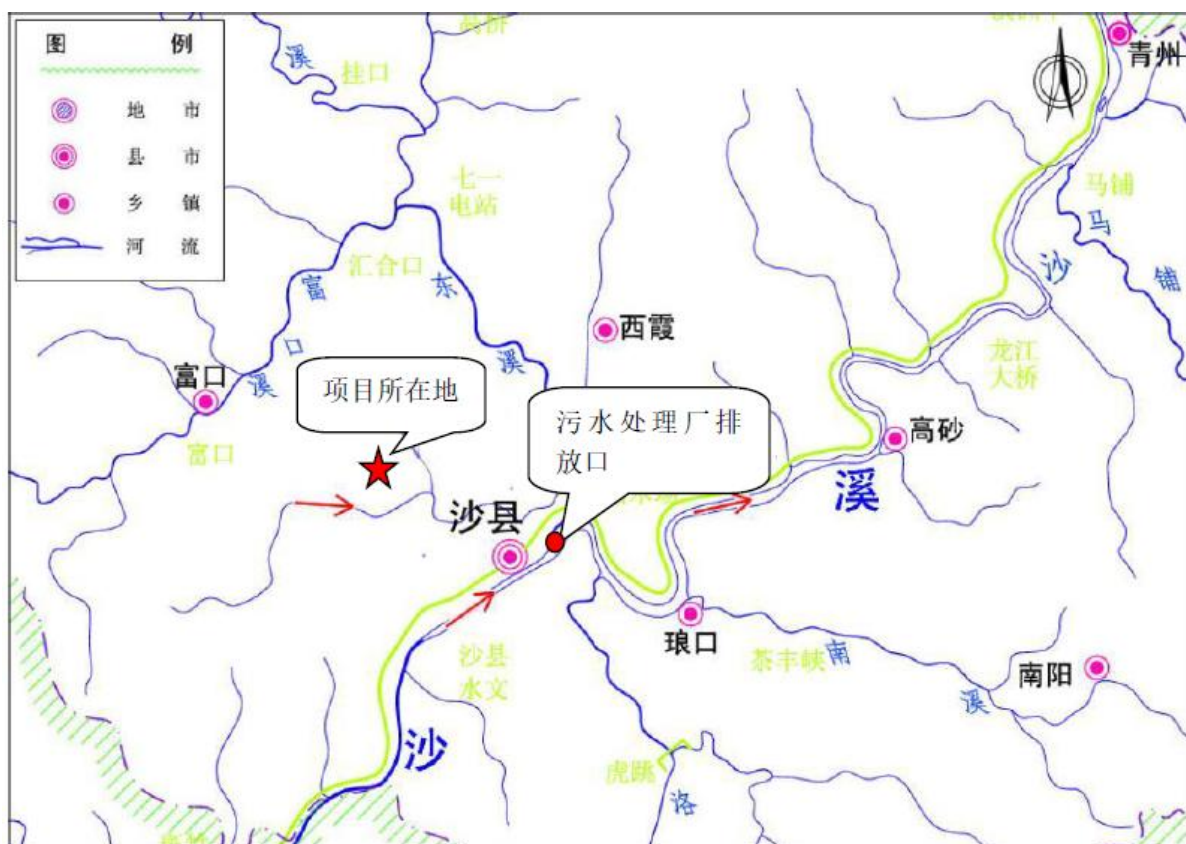 图 例
地 市
县 市
乡 镇
河 流
溪
挂口
青州
七一
电站
马铺
马
铺
汇合口
富
口
溪
东
溪
西霞
沙
龙江
大桥
富口
富口
项目所在地
污水处理厂排
放口
高砂
溪
沙县
琅口
沙县
水文
茶丰峡
南
溪
南阳
沙
虎跳
洛